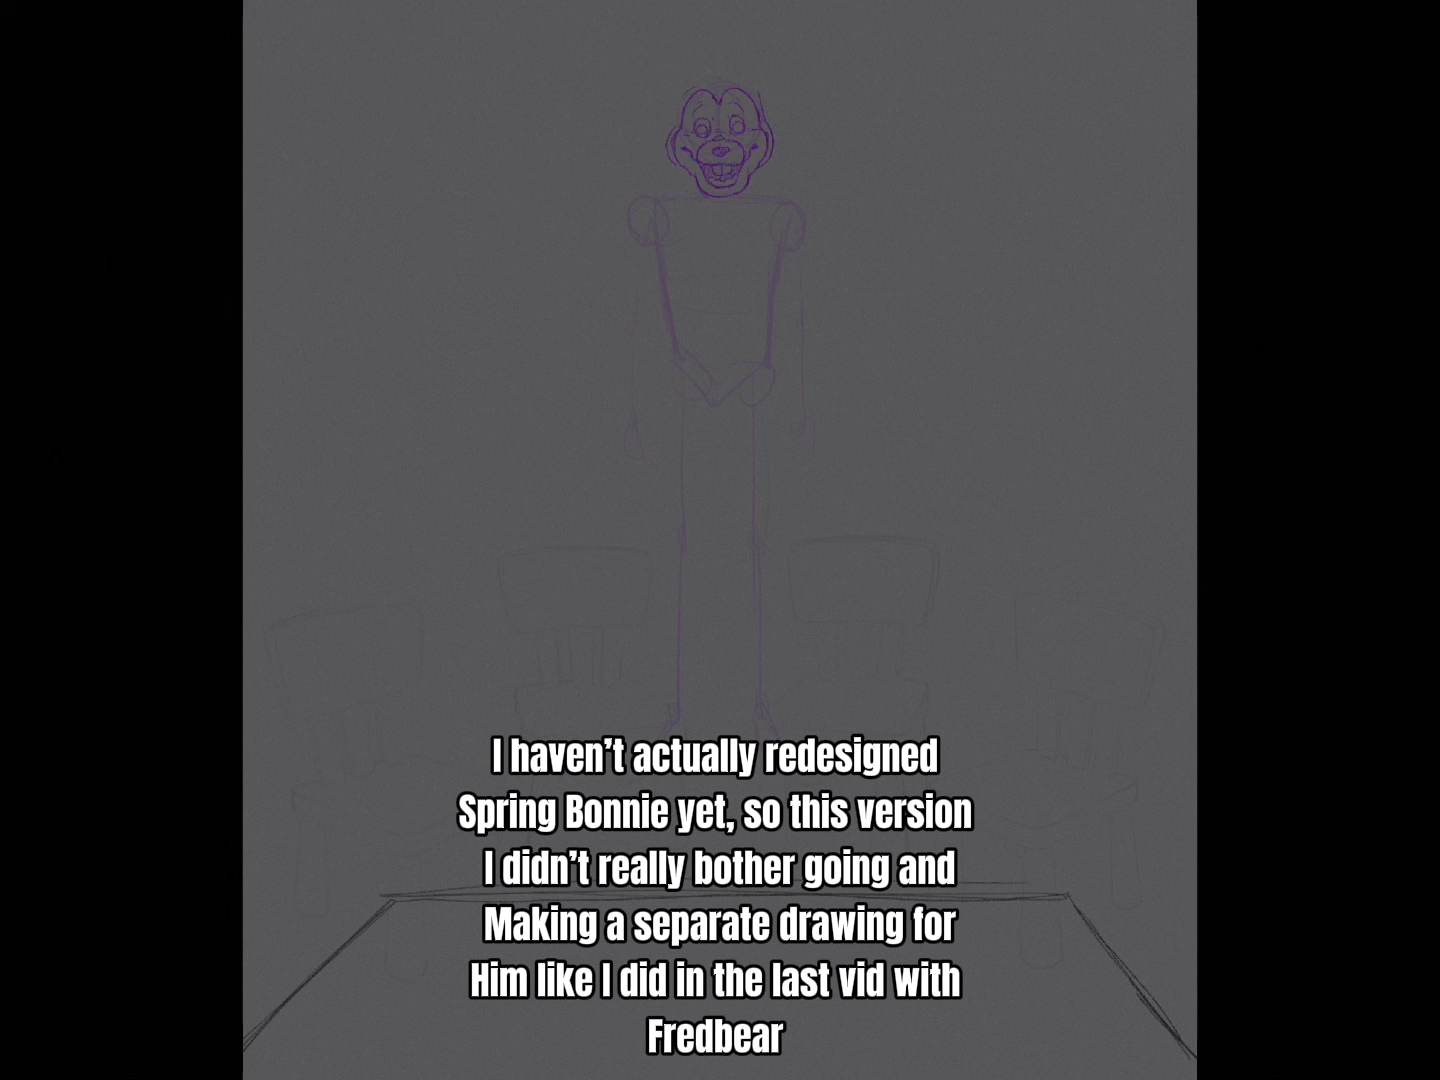 I haven’t actually redesigned
Spring Bonnie yet, so this version
I didn’t really bother going and
Making a separate drawing for
Him like I did in the last vid with
Fredbear